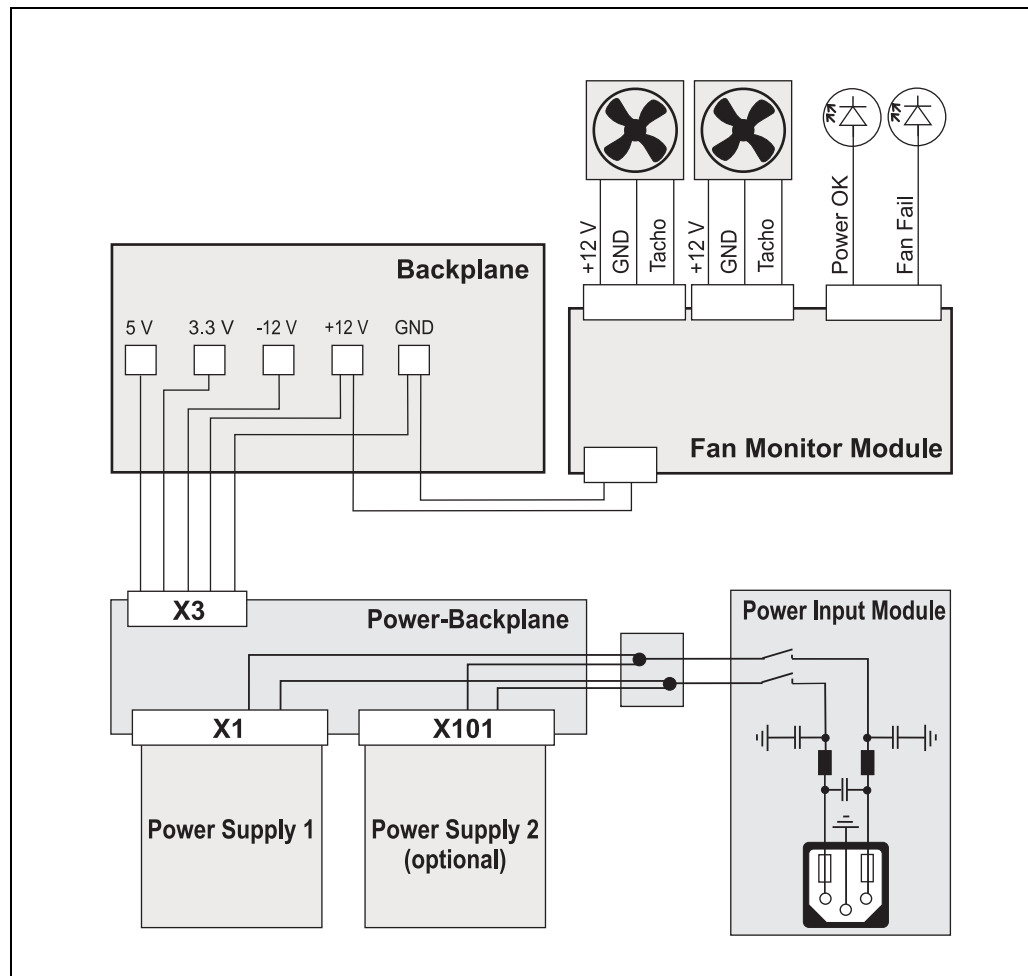 +12 V
GND
Tacho
+12 V
GND
Tacho
Power OK
Fan Fail
Backplane
5 V
3.3 V
-12 V
+12 V
GND
Fan Monitor Module
X3
Power-Backplane
Power Input Module
X1
X101
Power Supply 1
Power Supply 2
(optional)